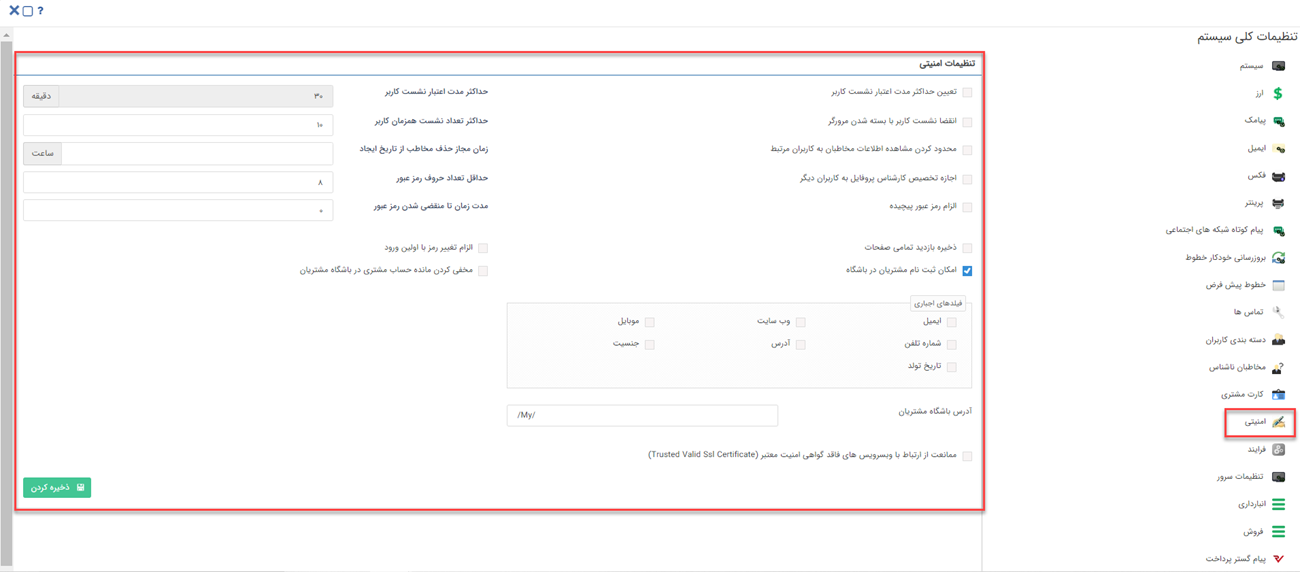 ?
تنظیمات کلی سیستم
سیستم
ارز
پیامک
ایمیل
فکس
پرینتر
پیام کوتاه شبکه های اجتماعی
بروزرسانی خودکار خطوط
خطوط پیش فرض
تماس ها
دسته بندی کاربران
مخاطبان ناشناس
کارت مشتری
امنیتی
فرایند
تنظیمات سرور
انبارداری
فروش
پیام گستر پرداخت
تنظیمات امنیتی
تعیین حداکثر مدت اعتبار نشست کاربر
حداکثر مدت اعتبار نشست کاربر
۳۰ دقیقه
انقضا نشست کاربر با بسته شدن مرورگر
حداکثر تعداد نشست همزمان کاربر
۱۰
محدود کردن مشاهده اطلاعات مخاطبان به کاربران مرتبط
زمان مجاز حذف مخاطب از تاریخ ایجاد
ساعت
اجازه تخصیص کارشناس پروفایل به کاربران دیگر
حداقل تعداد حروف رمز عبور
۸
الزام رمز عبور پیچیده
مدت زمان تا منقضی شدن رمز عبور
۰
ذخیره بازدید تمامی صفحات
الزام تغییر رمز با اولین ورود
امکان ثبت نام مشتریان در باشگاه
مخفی کردن مانده حساب مشتری در باشگاه مشتریان
فیلدهای اجباری
ایمیل وب سایت موبایل
شماره تلفن آدرس جنسیت
تاریخ تولد
آدرس باشگاه مشتریان
/My/
ممانعت از ارتباط با وبسرویس های فاقد گواهی امنیت معتبر (Trusted Valid Ssl Certificate)
ذخیره کردن